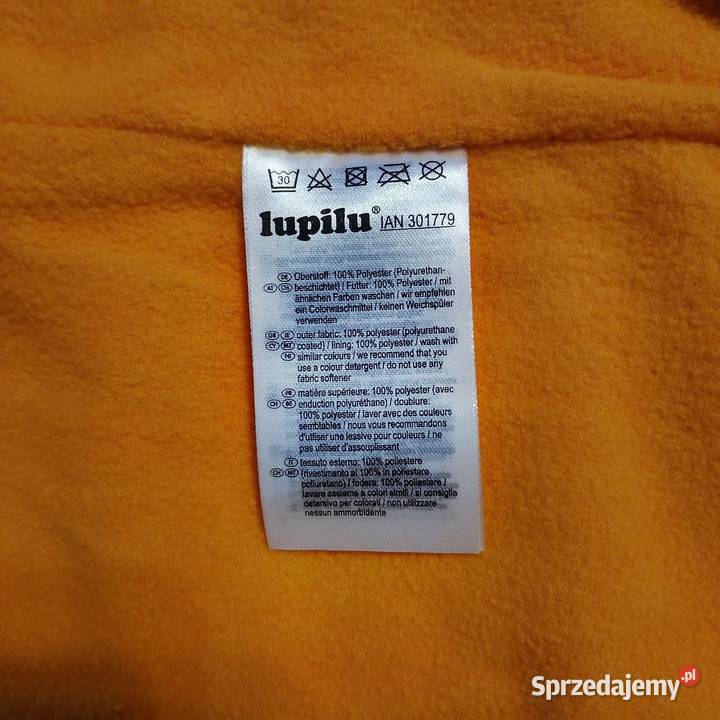 30
lupilu® IAN 301779
DE Oberstoff: 100% Polyester (Polyurethan-
AT CH beschichtet) / Futter: 100% Polyester / mit
ähnlichen Farben waschen / wir empfehlen
ein Colorwaschmittel / keinen Weichspüler
verwenden
GB IE outer fabric: 100% polyester (polyurethane
CY MT coated) / lining: 100% polyester / wash with
NI similar colours / we recommend that you
use a colour detergent / do not use any
fabric softener
FR matière supérieure: 100% polyester (avec
CH BE enduction polyuréthane) / doublure:
100% polyester / laver avec des couleurs
semblables / nous vous recommandons
d'utiliser une lessive pour couleurs / ne
pas utiliser d'assouplissant
IT tessuto esterno: 100% poliestere
CH MT (rivestimento al 100% in poliestere
poliuretano) / fodera: 100% poliestere /
lavare assieme a colori simili / si consiglia
detersivo per colorati / non utilizzare
nessun ammorbidente
Sprzedajemy.pl